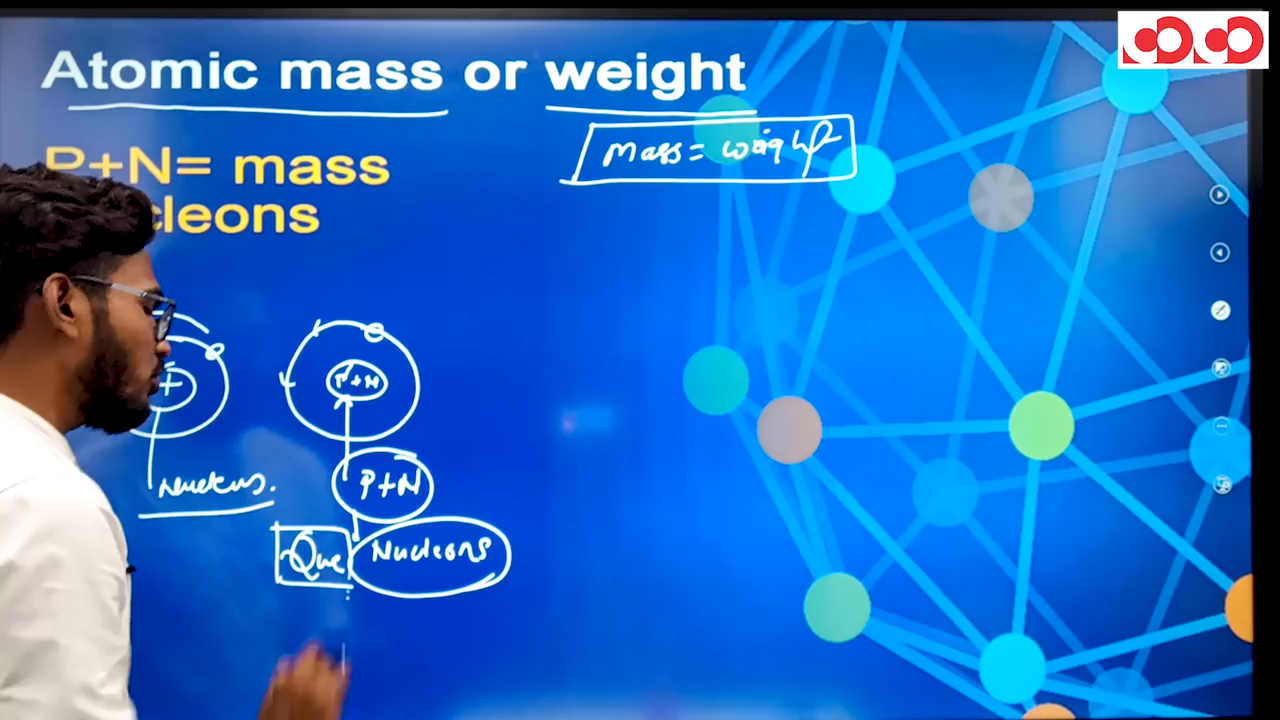 Atomic mass or weight
Mass = weight
P+N= mass
cleons
+
P+N
Nucleus.
P+N
Que
Nucleons